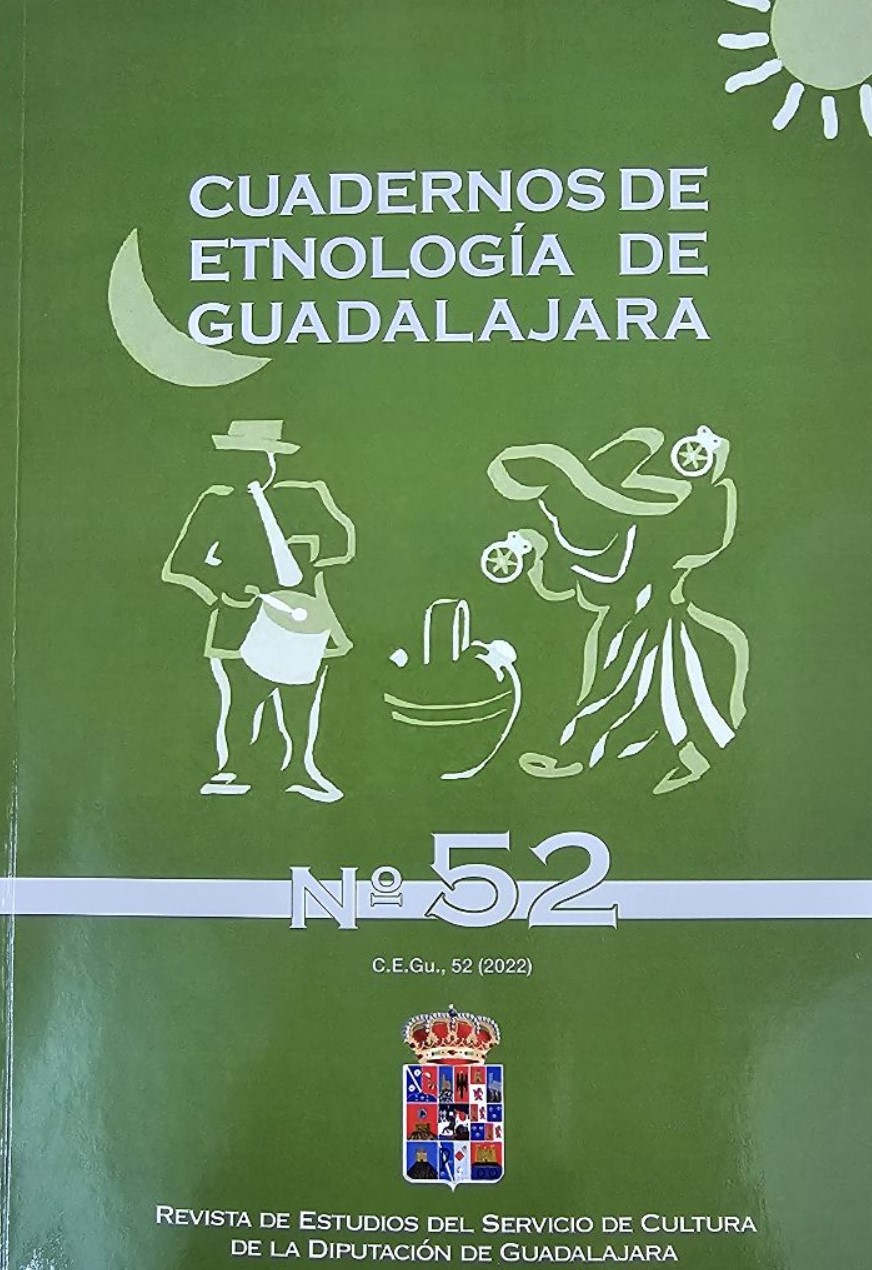 CUADERNOS DE
ETNOLOGÍA DE
GUADALAJARA
Nº 52
C.E.Gu., 52 (2022)
REVISTA DE ESTUDIOS DEL SERVICIO DE CULTURA
DE LA DIPUTACIÓN DE GUADALAJARA